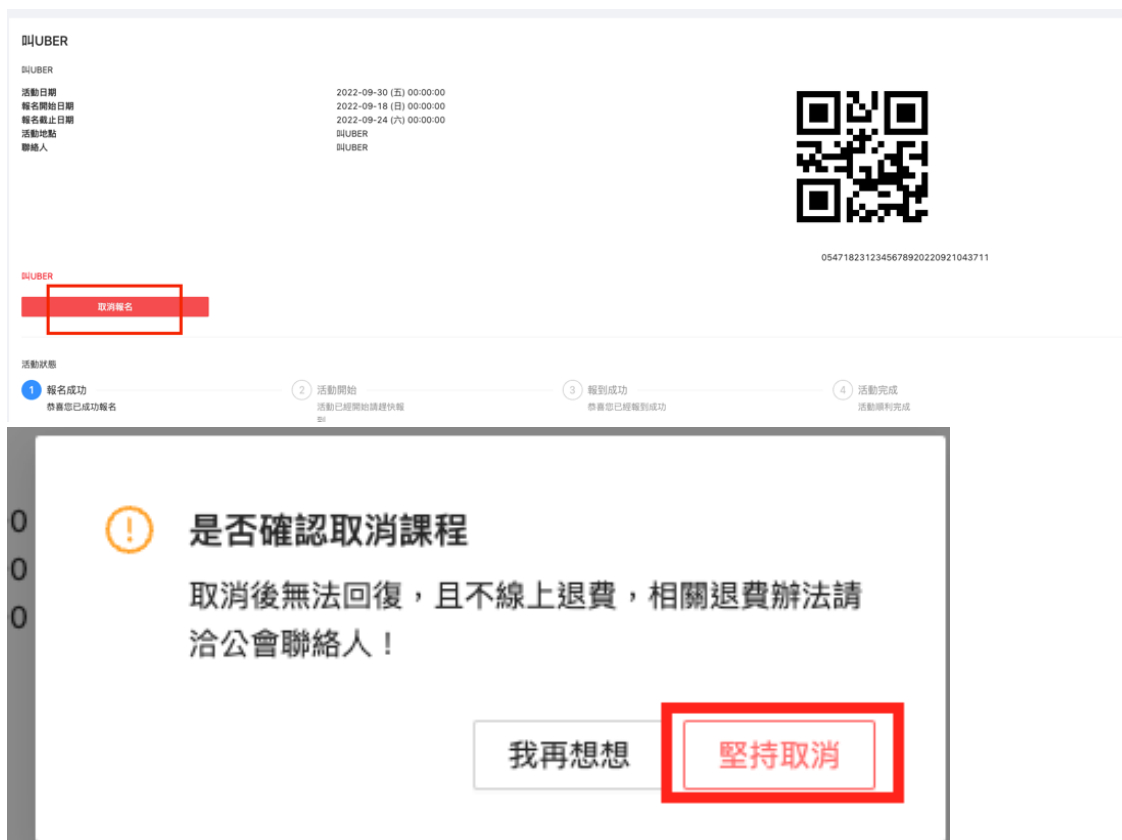 叫UBER
叫UBER
活動日期 2022-09-30 (五) 00:00:00
報名開始日期 2022-09-18 (日) 00:00:00
報名截止日期 2022-09-24 (六) 00:00:00
活動地點 叫UBER
聯絡人 叫UBER
0547182312345678920220921043711
叫UBER
取消報名
活動狀態
1 報名成功 2 活動開始 3 報到成功 4 活動完成
恭喜您已成功報名 活動已經開始請趕快報 恭喜您已經報到成功 活動順利完成
到
0
0
0
是否確認取消課程
取消後無法回復，且不線上退費，相關退費辦法請
洽公會聯絡人！
我再想想 堅持取消